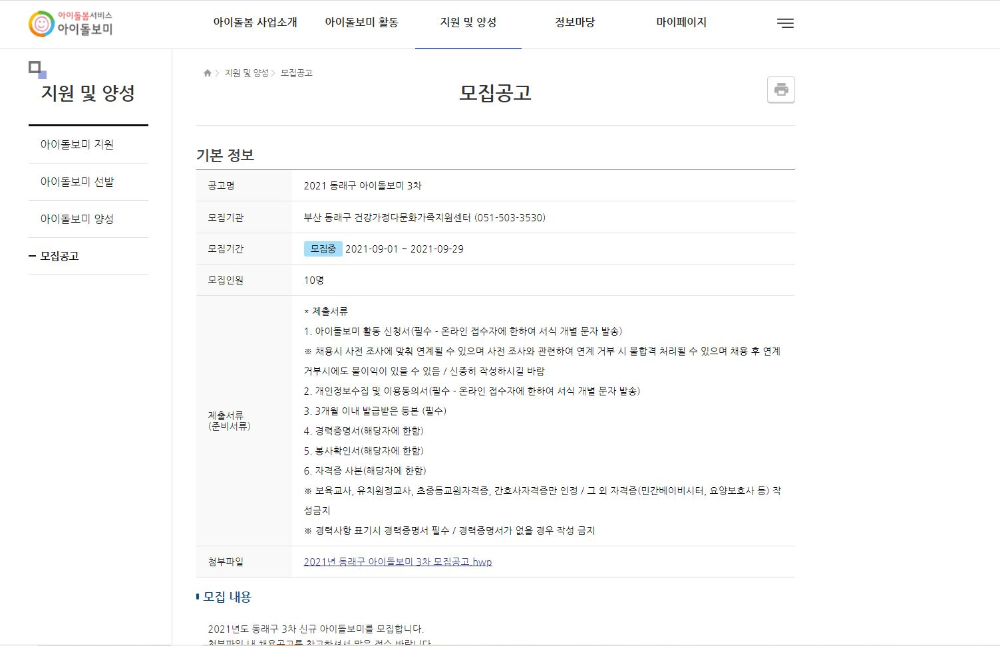 아이돌봄서비스
아이돌보미
아이돌봄 사업소개
아이돌보미 활동
지원 및 양성
정보마당
마이페이지
지원 및 양성
아이돌보미 지원
아이돌보미 선발
아이돌보미 양성
모집공고
지원 및 양성 > 모집공고
모집공고
기본 정보
공고명 2021 동래구 아이돌보미 3차
모집기관 부산 동래구 건강가정다문화가족지원센터 (051-503-3530)
모집기간 모집중 2021-09-01 ~ 2021-09-29
모집인원 10명
제출서류
(준비서류)
* 제출서류
1. 아이돌보미 활동 신청서(필수 - 온라인 접수자에 한하여 서식 개별 문자 발송)
※ 채용시 사전 조사에 맞춰 연계될 수 있으며 사전 조사와 관련하여 연계 거부 시 불합격 처리될 수 있으며 채용 후 연계
거부시에도 불이익이 있을 수 있음 / 신중히 작성하시길 바람
2. 개인정보수집 및 이용동의서(필수 - 온라인 접수자에 한하여 서식 개별 문자 발송)
3. 3개월 이내 발급받은 등본 (필수)
4. 경력증명서(해당자에 한함)
5. 봉사확인서(해당자에 한함)
6. 자격증 사본(해당자에 한함)
※ 보육교사, 유치원정교사, 초중등교원자격증, 간호사자격증만 인정 / 그 외 자격증(민간베이비시터, 요양보호사 등) 작
성금지
※ 경력사항 표기시 경력증명서 필수 / 경력증명서가 없을 경우 작성 금지
첨부파일 2021년 동래구 아이돌보미 3차 모집공고.hwp
모집 내용
2021년도 동래구 3차 신규 아이돌보미를 모집합니다.
첨부파일 내 채용공고를 참고하셔서 많은 접수 바랍니다.